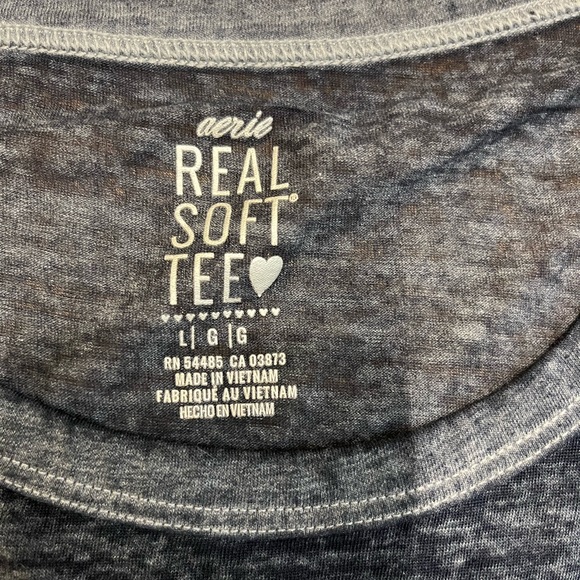 aerie
REAL
SOFT®
TEE
L| G |G
RN 54485 CA 03873
MADE IN VIETNAM
FABRIQUÉ AU VIETNAM
HECHO EN VIETNAM